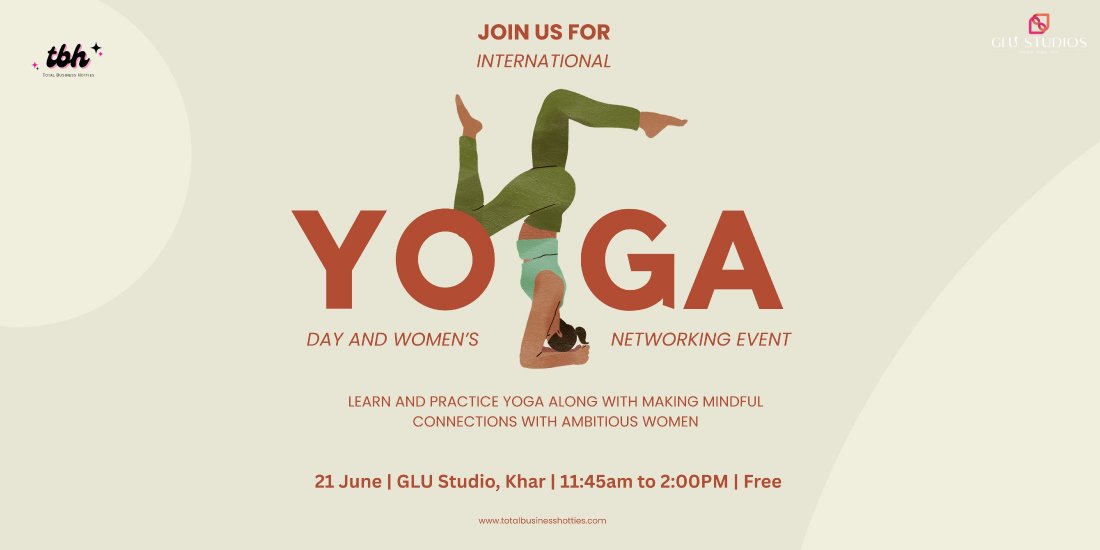 tbh
TOTAL BUSINESS HOTTIES
GLU STUDIOS
JOIN US FOR
INTERNATIONAL
YOGA
DAY AND WOMEN'S NETWORKING EVENT
LEARN AND PRACTICE YOGA ALONG WITH MAKING MINDFUL
CONNECTIONS WITH AMBITIOUS WOMEN
21 June | GLU Studio, Khar | 11:45am to 2:00PM | Free
www.totalbusinesshotties.com